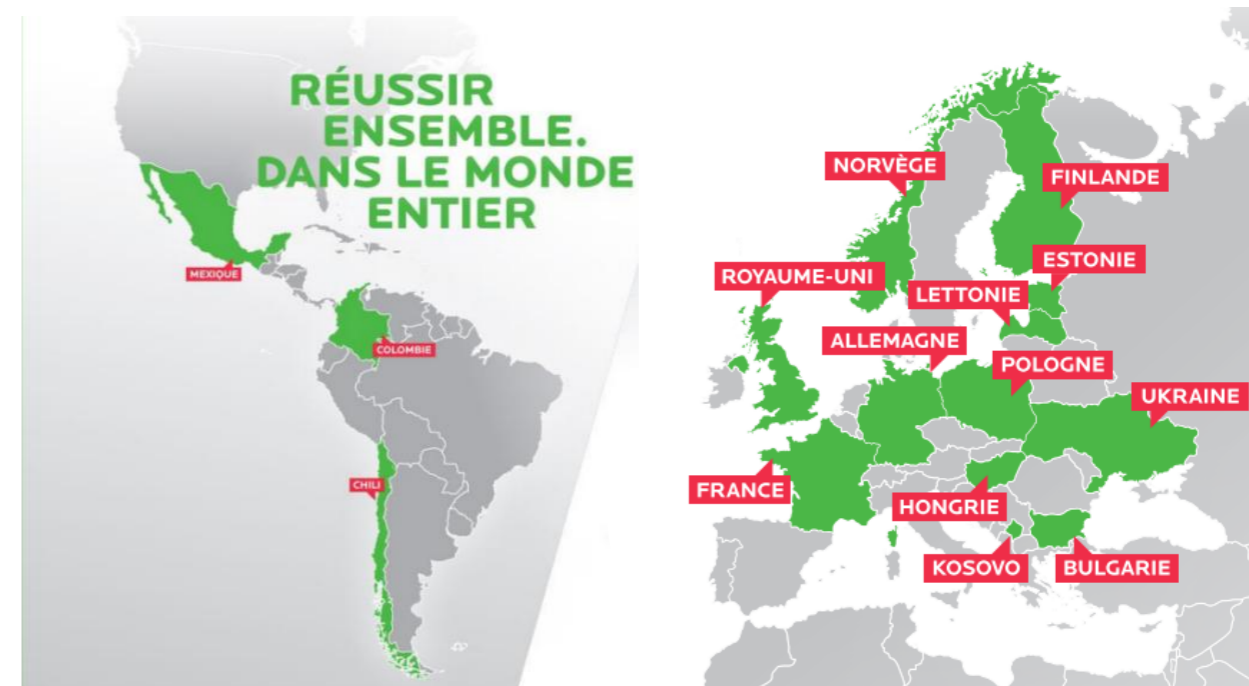 RÉUSSIR
ENSEMBLE.
DANS LE MONDE
ENTIER
MEXIQUE
COLOMBIE
CHILI
NORVÈGE
FINLANDE
ESTONIE
ROYAUME-UNI
LETTONIE
ALLEMAGNE
POLOGNE
UKRAINE
FRANCE
HONGRIE
KOSOVO
BULGARIE